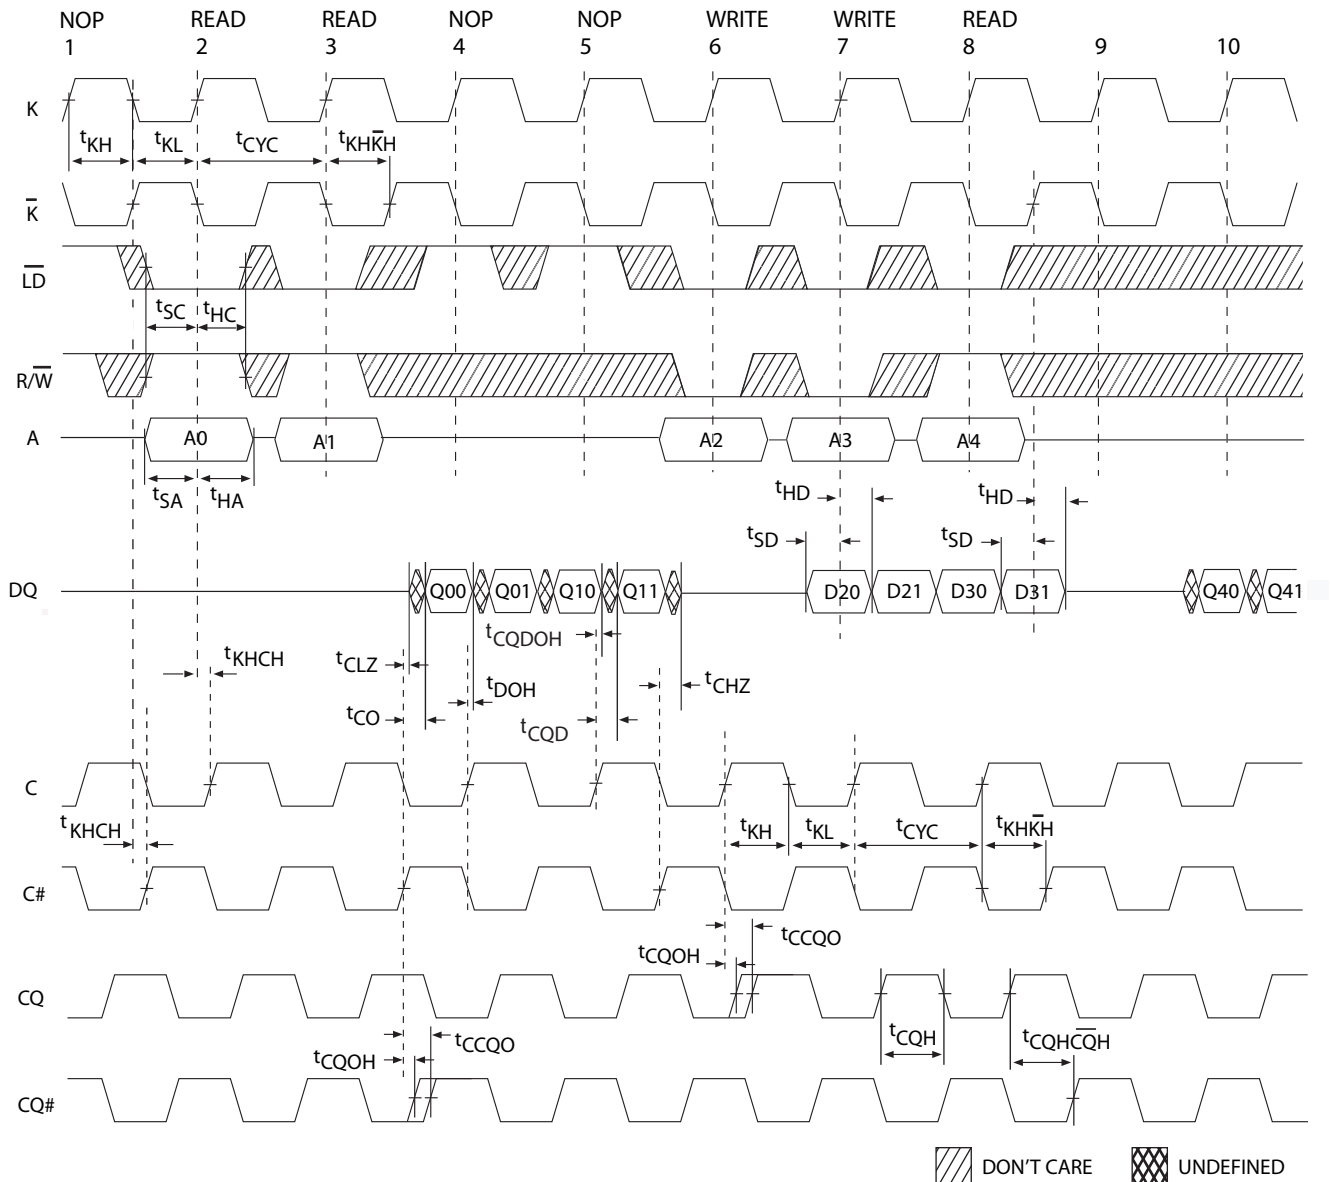 NOP READ READ NOP NOP WRITE WRITE READ
1 2 3 4 5 6 7 8 9 10
K
tKH tKL tCYC tKHK̅H
K̅
L̅D̅
tSC tHC
R/W̅
A A0 A1 A2 A3 A4
tSA tHA tHD tHD
tSD tSD
DQ Q00 Q01 Q10 Q11 D20 D21 D30 D31 Q40 Q41
tCQDOH
tKHCH tCLZ tDOH tCHZ
tCO tCQD
C
tKHCH tKH tKL tCYC tKHK̅H
C#
tCCQO
tCQOH
CQ
tCCQO tCQH tCQHC̅Q̅H
tCQOH
CQ#
DON'T CARE UNDEFINED